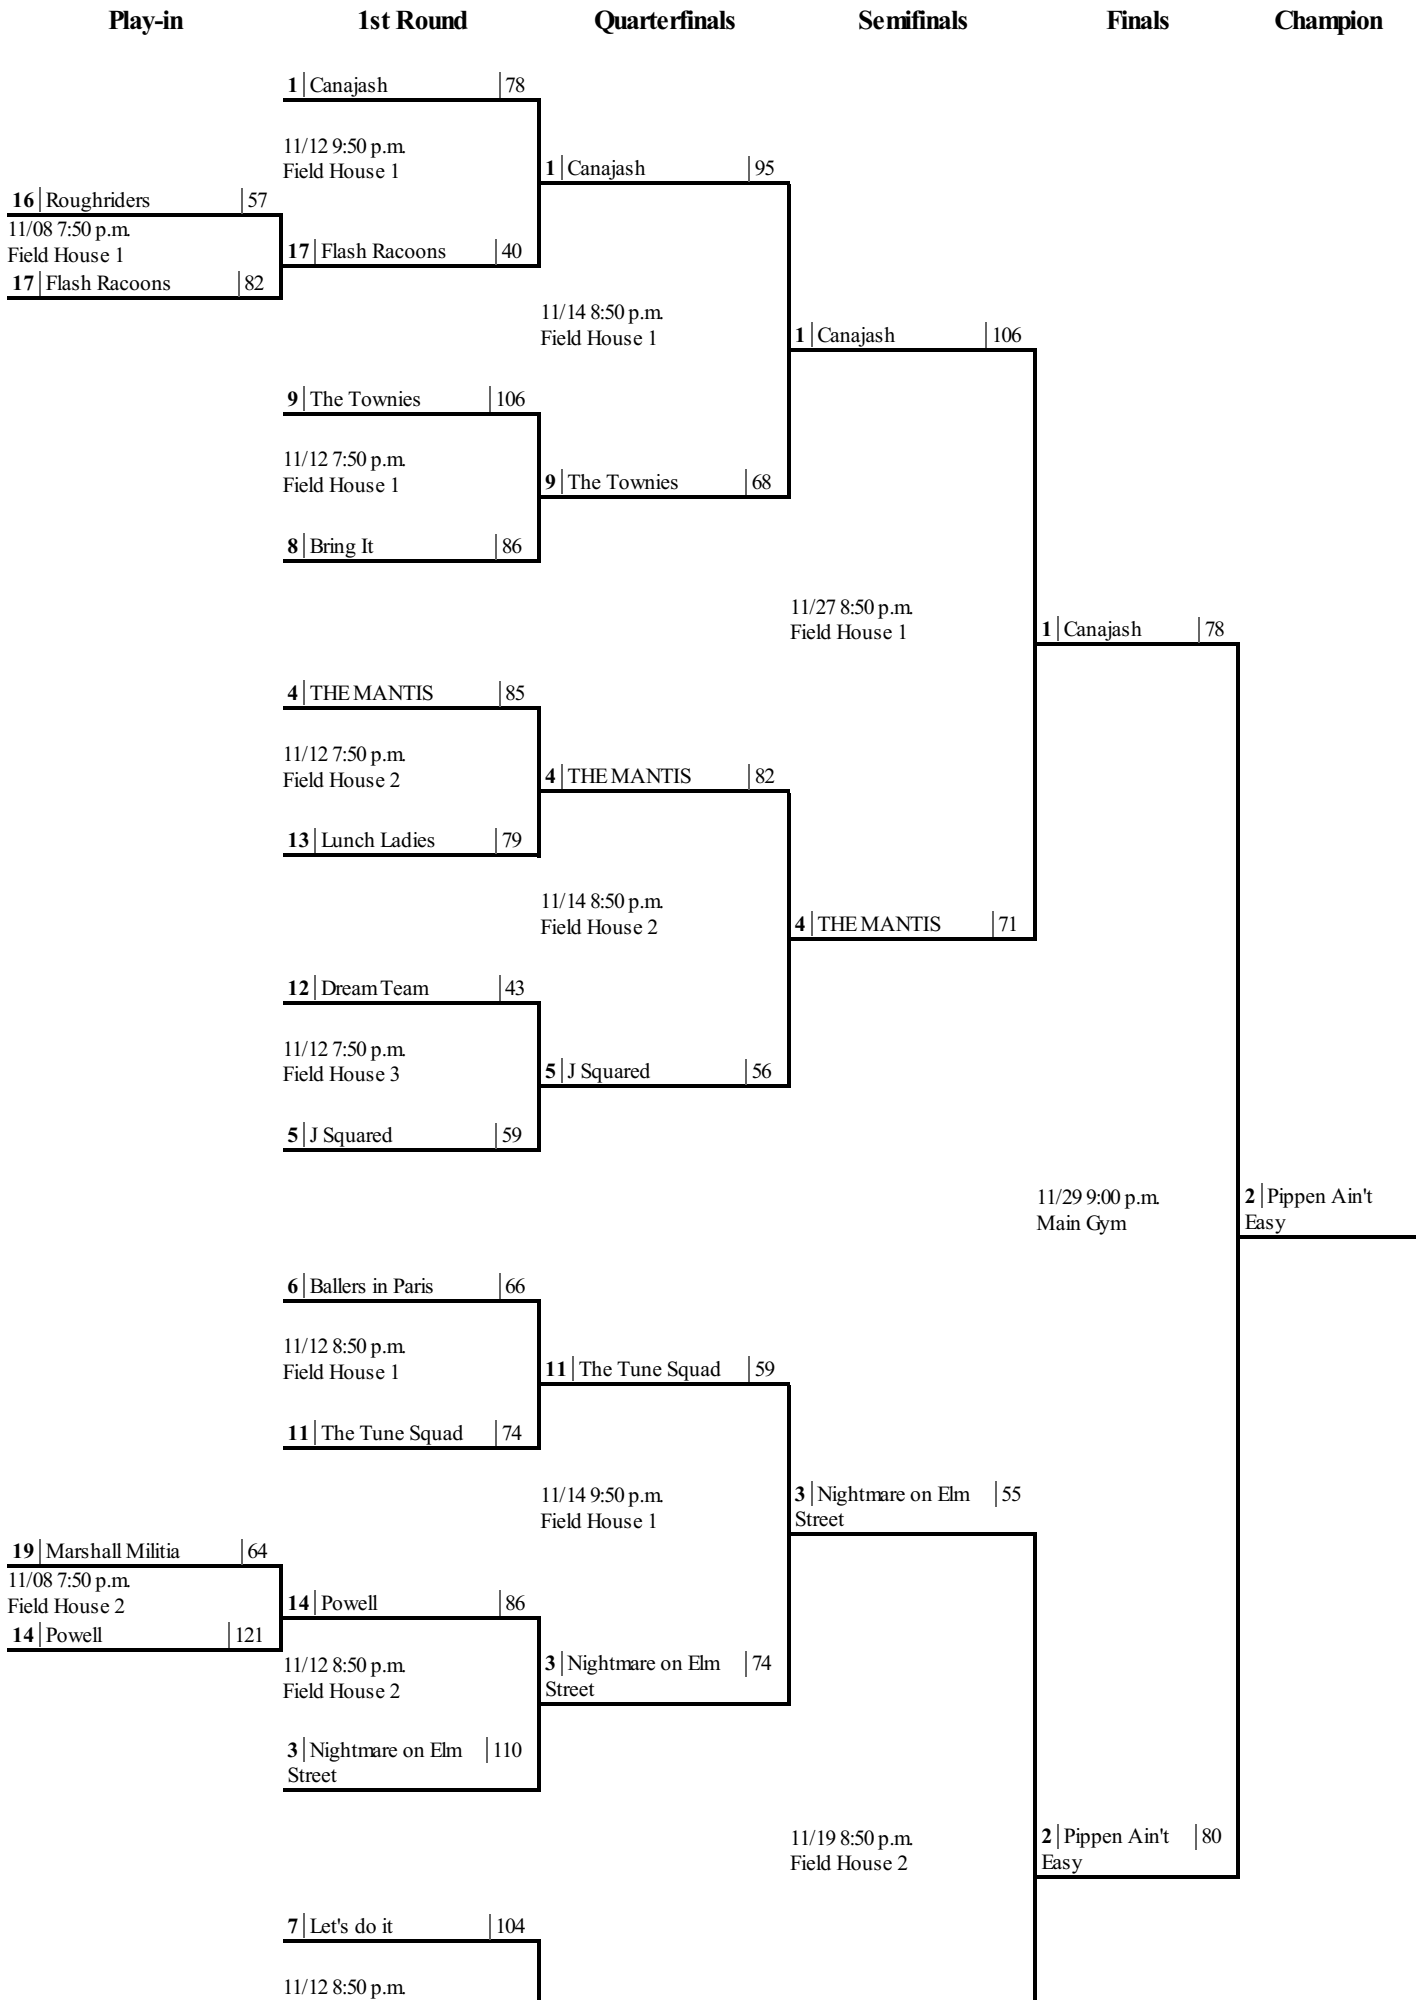 Play-in 1st Round Quarterfinals Semifinals Finals Champion
1 Canajash 78
11/12 9:50 p.m.
Field House 1
1 Canajash 95
16 Roughriders 57
11/08 7:50 p.m.
Field House 1
17 Flash Racoons 82
17 Flash Racoons 40
11/14 8:50 p.m.
Field House 1
1 Canajash 106
9 The Townies 106
11/12 7:50 p.m.
Field House 1
9 The Townies 68
8 Bring It 86
11/27 8:50 p.m.
Field House 1
1 Canajash 78
4 THE MANTIS 85
11/12 7:50 p.m.
Field House 2
4 THE MANTIS 82
13 Lunch Ladies 79
11/14 8:50 p.m.
Field House 2
4 THE MANTIS 71
12 Dream Team 43
11/12 7:50 p.m.
Field House 3
5 J Squared 56
5 J Squared 59
11/29 9:00 p.m.
Main Gym
2 Pippen Ain't
Easy
6 Ballers in Paris 66
11/12 8:50 p.m.
Field House 1
11 The Tune Squad 59
11 The Tune Squad 74
11/14 9:50 p.m.
Field House 1
3 Nightmare on Elm 55
Street
19 Marshall Militia 64
11/08 7:50 p.m.
Field House 2
14 Powell 121
14 Powell 86
11/12 8:50 p.m.
Field House 2
3 Nightmare on Elm 74
Street
3 Nightmare on Elm 110
Street
11/19 8:50 p.m.
Field House 2
2 Pippen Ain't 80
Easy
7 Let's do it 104
11/12 8:50 p.m.